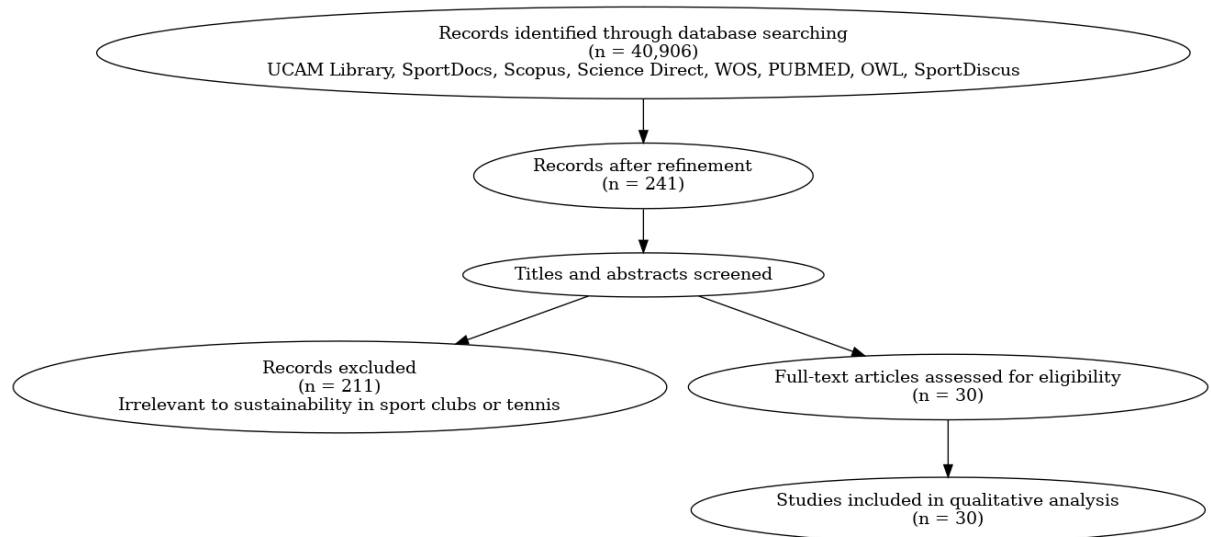 Records identified through database searching
(n = 40,906)
UCAM Library, SportDocs, Scopus, Science Direct, WOS, PUBMED, OWL, SportDiscus
Records after refinement
(n = 241)
Titles and abstracts screened
Records excluded
(n = 211)
Irrelevant to sustainability in sport clubs or tennis
Full-text articles assessed for eligibility
(n = 30)
Studies included in qualitative analysis
(n = 30)